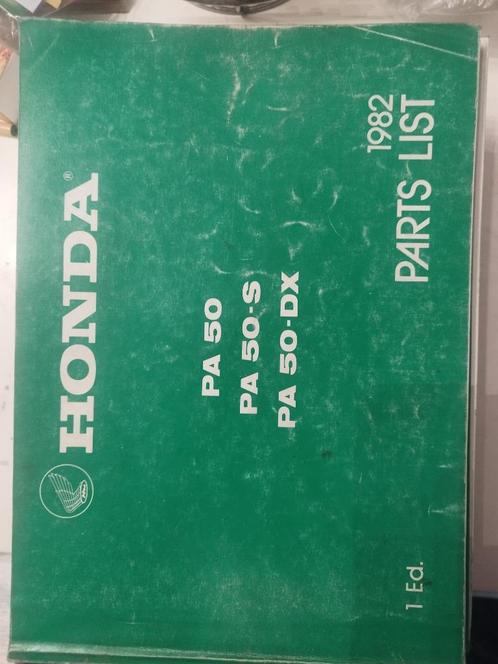 HONDA®
PA 50
PA 50-S
PA 50-DX
1982
PARTS LIST
1 Ed.